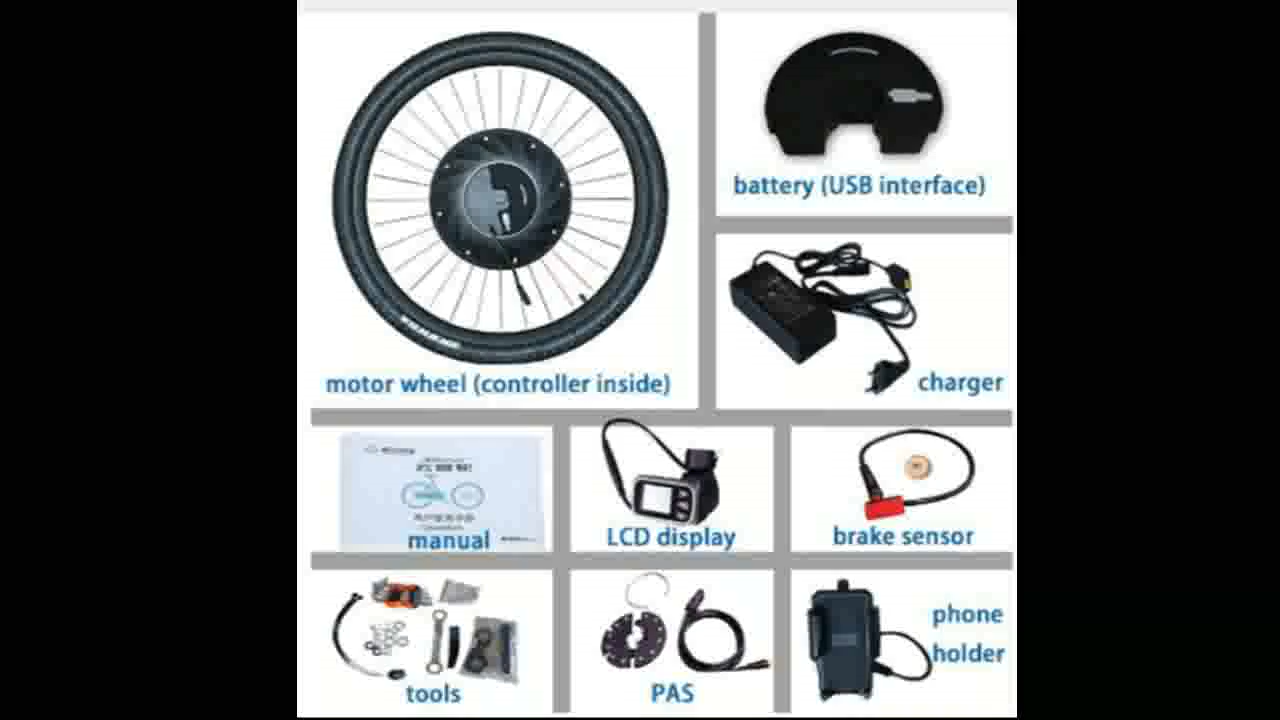 battery (USB interface)
motor wheel (controller inside)
charger
manual
LCD display
brake sensor
tools
PAS
phone
holder